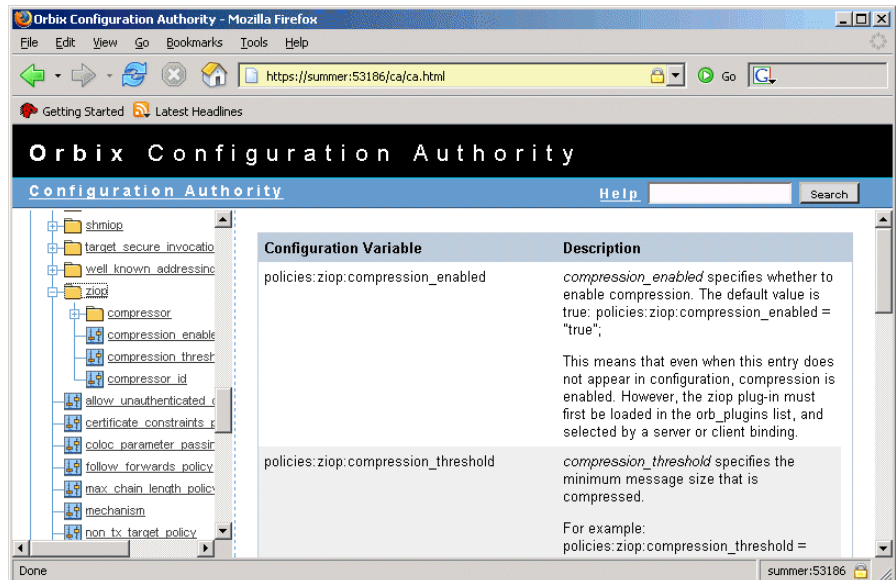 Orbix Configuration Authority - Mozilla Firefox
File Edit View Go Bookmarks Tools Help
https://summer:53186/ca/ca.html
Go
G
Getting Started Latest Headlines
Orbix Configuration Authority
Configuration Authority
Help
Search
shmiop
target_secure_invocatio
well_known_addressing
ziop
compressor
compression_enable
compression_thresh
compressor_id
allow_unauthenticated_c
certificate_constraints_p
coloc_parameter_passin
follow_forwards_policy
max_chain_length_policy
mechanism
non_tx_target_policy
Configuration Variable Description
policies:ziop:compression_enabled
compression_enabled specifies whether to
enable compression. The default value is
true: policies:ziop:compression_enabled =
"true";
This means that even when this entry does
not appear in configuration, compression is
enabled. However, the ziop plug-in must
first be loaded in the orb_plugins list, and
selected by a server or client binding.
policies:ziop:compression_threshold
compression_threshold specifies the
minimum message size that is
compressed.
For example:
policies:ziop:compression_threshold =
Done
summer:53186